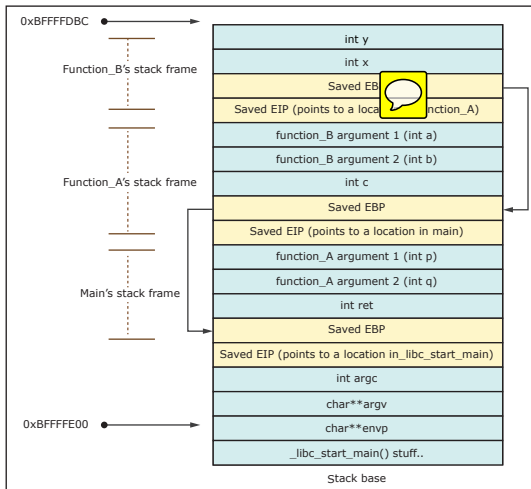 0xBFFFFDBC
int y
int x
Function_B's stack frame
Saved
Saved EIP (points to a
function_B argument 1 (int a)
function_B argument 2 (int b)
Function_A's stack frame
int c
Saved EBP
Saved EIP (points to a location in main)
function_A argument 1 (int p)
function_A argument 2 (int q)
Main's stack frame
int ret
Saved EBP
Saved EIP (points to a location in_libc_start_main)
int argc
char**argv
0xBFFFFE00
char**envp
_libc_start_main() stuff..
Stack base